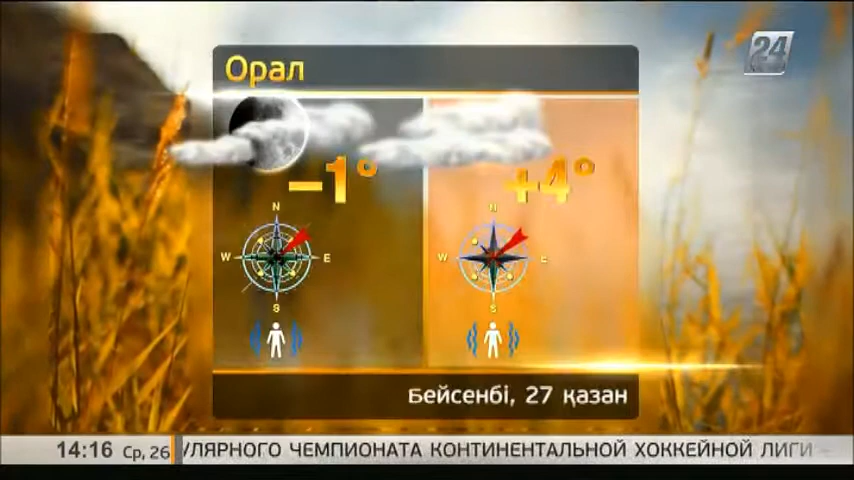 24
Орал
–1°
+4°
N
W
E
S
N
W
E
S
Бейсенбі, 27 қазан
14:16 Ср, 26
УЛЯРНОГО ЧЕМПИОНАТА КОНТИНЕНТАЛЬНОЙ ХОККЕЙНОЙ ЛИГИ –